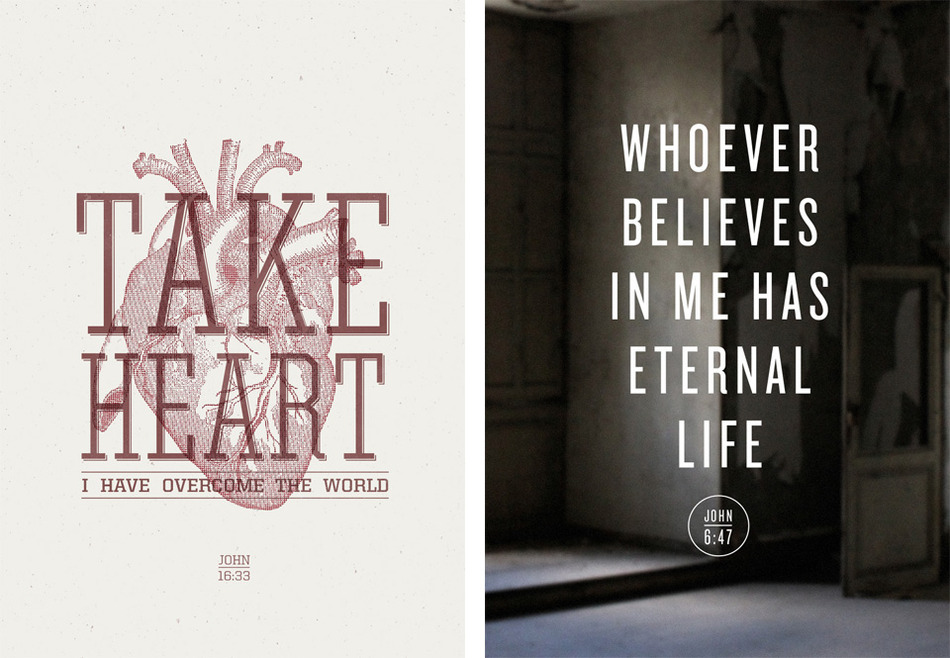 TAKE
HEART
I HAVE OVERCOME THE WORLD
JOHN
16:33
WHOEVER
BELIEVES
IN ME HAS
ETERNAL
LIFE
JOHN
6:47